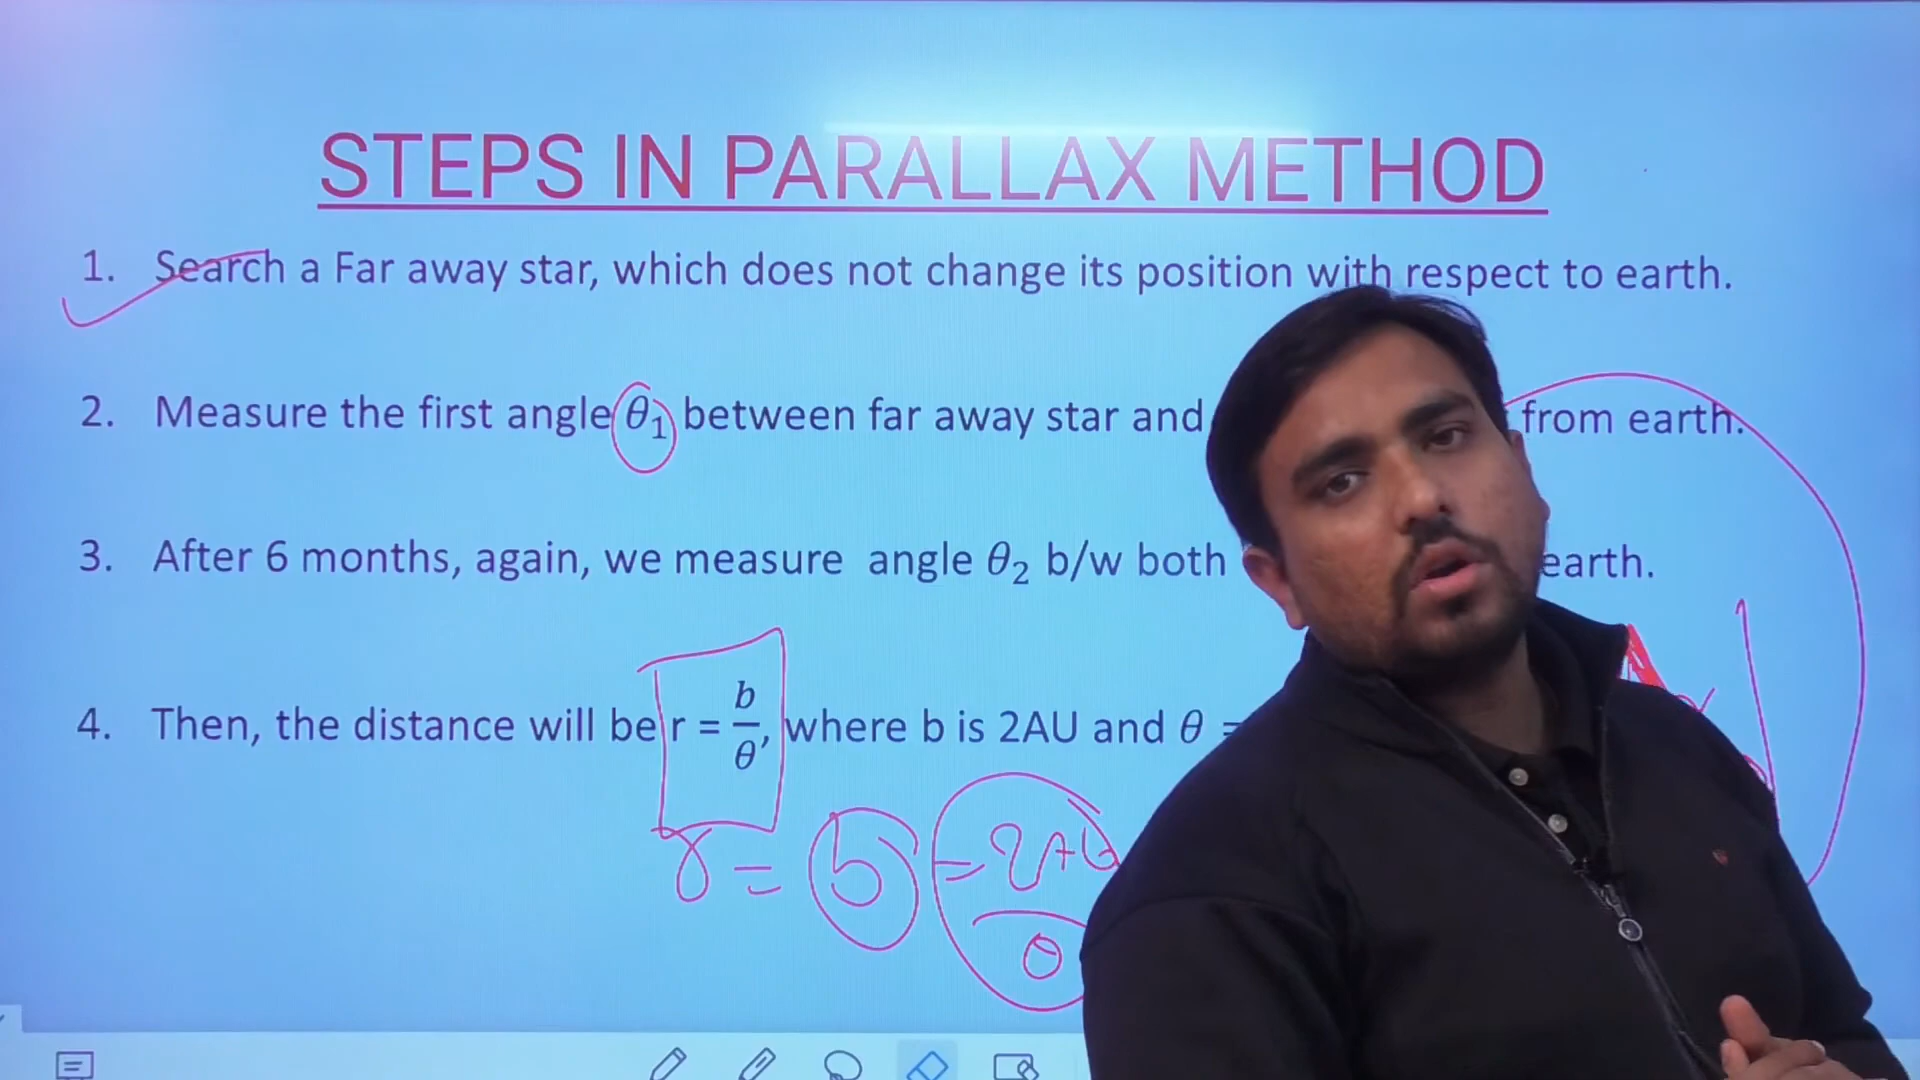 STEPS IN PARALLAX METHOD
1. Search a Far away star, which does not change its position with respect to earth.
2. Measure the first angle θ₁ between far away star and from earth.
3. After 6 months, again, we measure angle θ₂ b/w both earth.
4. Then, the distance will be r = b/θ, where b is 2AU and θ =
r = b = 2AU/θ